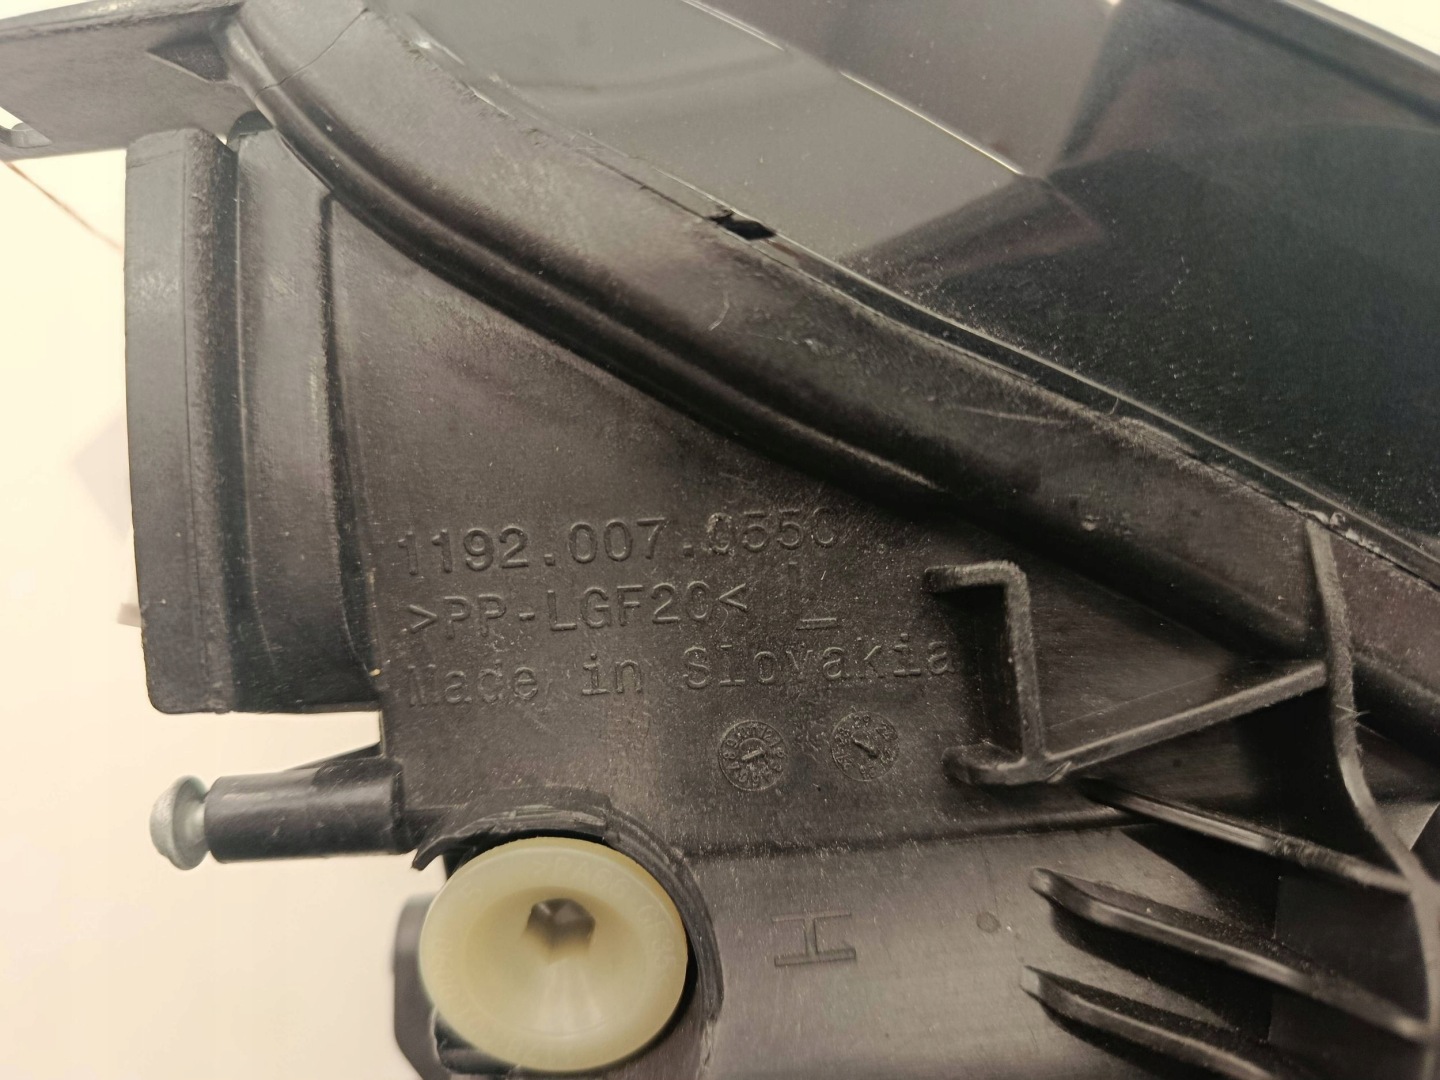 1192.007.0550
>PP-LGF20< L
Made in Slovakia
H